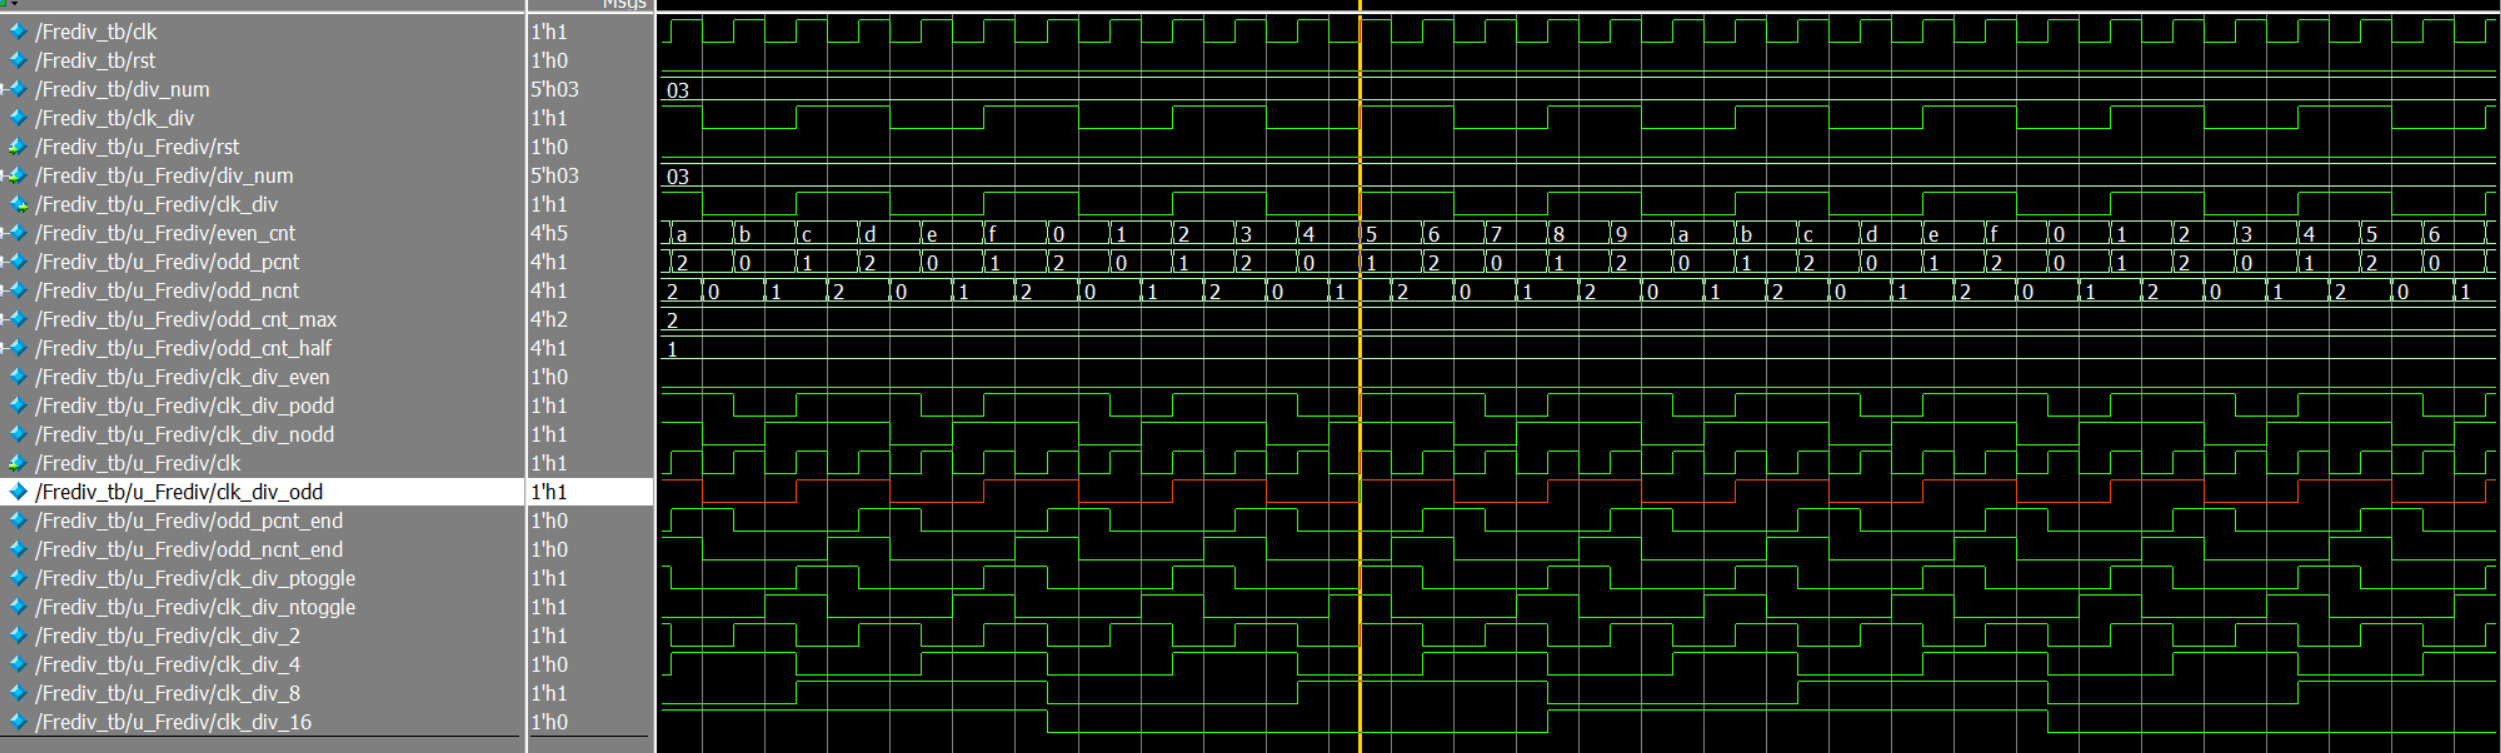 Msgs
/Frediv_tb/clk 1'h1
/Frediv_tb/rst 1'h0
/Frediv_tb/div_num 5'h03 03
/Frediv_tb/clk_div 1'h1
/Frediv_tb/u_Frediv/rst 1'h0
/Frediv_tb/u_Frediv/div_num 5'h03 03
/Frediv_tb/u_Frediv/clk_div 1'h1
/Frediv_tb/u_Frediv/even_cnt 4'h5 a b c d e f 0 1 2 3 4 5 6 7 8 9 a b c d e f 0 1 2 3 4 5 6
/Frediv_tb/u_Frediv/odd_pcnt 4'h1 2 0 1 2 0 1 2 0 1 2 0 1 2 0 1 2 0 1 2 0 1 2 0 1 2 0 1 2 0
/Frediv_tb/u_Frediv/odd_ncnt 4'h1 2 0 1 2 0 1 2 0 1 2 0 1 2 0 1 2 0 1 2 0 1 2 0 1 2 0 1 2 0 1
/Frediv_tb/u_Frediv/odd_cnt_max 4'h2 2
/Frediv_tb/u_Frediv/odd_cnt_half 4'h1 1
/Frediv_tb/u_Frediv/clk_div_even 1'h0
/Frediv_tb/u_Frediv/clk_div_podd 1'h1
/Frediv_tb/u_Frediv/clk_div_nodd 1'h1
/Frediv_tb/u_Frediv/clk 1'h1
/Frediv_tb/u_Frediv/clk_div_odd 1'h1
/Frediv_tb/u_Frediv/odd_pcnt_end 1'h0
/Frediv_tb/u_Frediv/odd_ncnt_end 1'h0
/Frediv_tb/u_Frediv/clk_div_ptoggle 1'h1
/Frediv_tb/u_Frediv/clk_div_ntoggle 1'h1
/Frediv_tb/u_Frediv/clk_div_2 1'h1
/Frediv_tb/u_Frediv/clk_div_4 1'h0
/Frediv_tb/u_Frediv/clk_div_8 1'h1
/Frediv_tb/u_Frediv/clk_div_16 1'h0